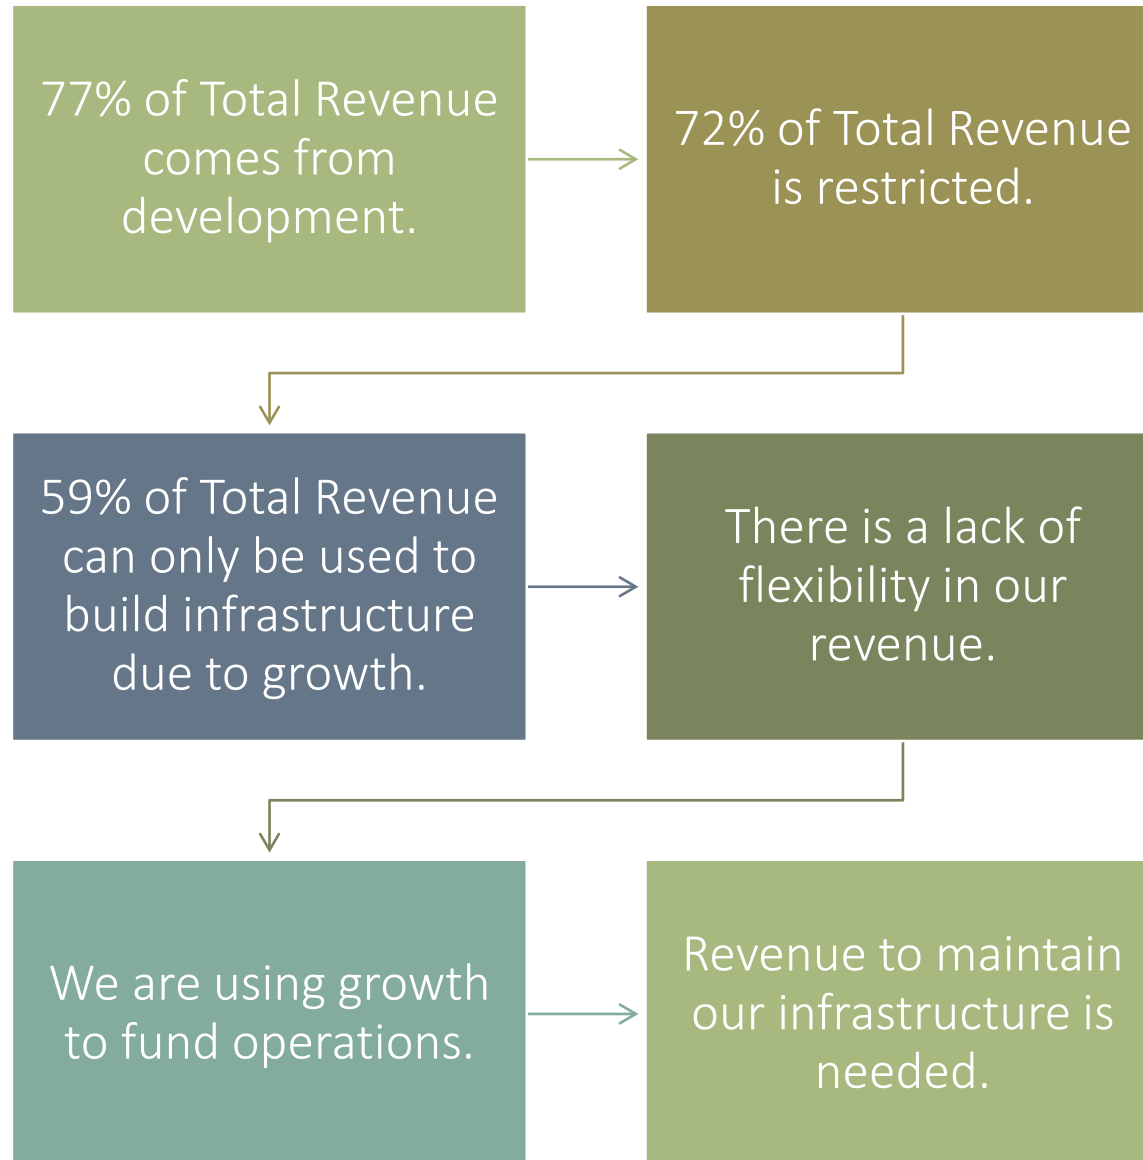 77% of Total Revenue
comes from
development.
72% of Total Revenue
is restricted.
59% of Total Revenue
can only be used to
build infrastructure
due to growth.
There is a lack of
flexibility in our
revenue.
We are using growth
to fund operations.
Revenue to maintain
our infrastructure is
needed.